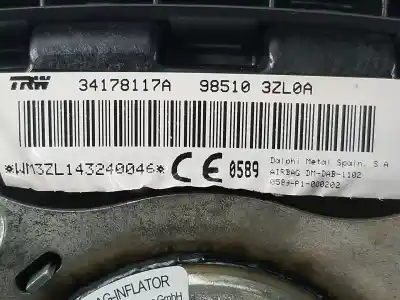 TRW 34178117A 98510 3ZL0A
*WM3ZL143240046* CE 0589
Dalphi Metal Spain, S.A
AIRBAG DM-DAB-1102
0589-P1-000202
AG-INFLATOR
GmbH